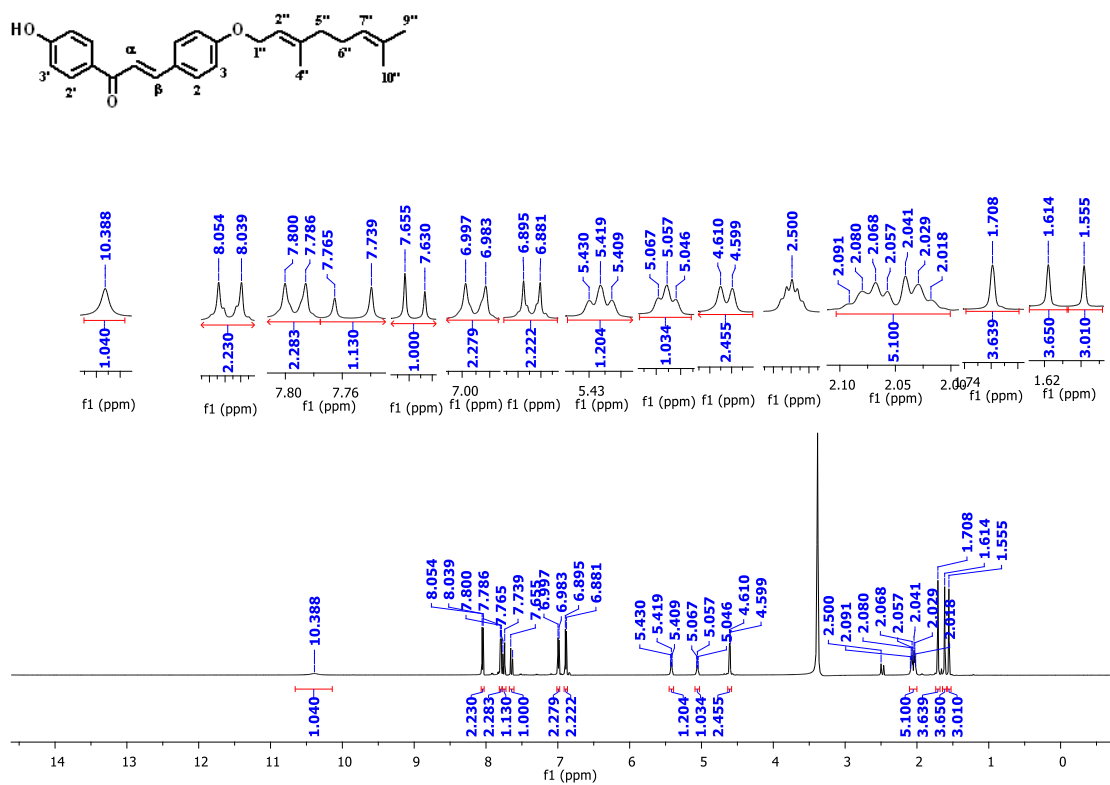 HO
O
O
α
β
3'
2'
3
2
1''
2''
4''
5''
6''
7''
9''
10''
10.388 8.054 8.039 7.800 7.786 7.765 7.739 7.655 7.630 6.997 6.983 6.895 6.881 5.430 5.419 5.409 5.067 5.057 5.046 4.610 4.599 2.500 2.091 2.080 2.068 2.057 2.041 2.029 2.018 1.708 1.614 1.555
1.040 2.230 2.283 1.130 1.000 2.279 2.222 1.204 1.034 2.455 5.100 3.639 3.650 3.010
7.80 7.76 7.00 5.43 2.10 2.05 1.74 1.62
f1 (ppm) f1 (ppm) f1 (ppm) f1 (ppm) f1 (ppm) f1 (ppm) f1 (ppm) f1 (ppm) f1 (ppm) f1 (ppm) f1 (ppm) f1 (ppm) f1 (ppm)
10.388 8.054 8.039 7.800 7.786 7.765 7.739 7.655 6.997 6.983 6.895 6.881 5.430 5.419 5.409 5.067 5.057 5.046 4.610 4.599 2.500 2.091 2.080 2.068 2.057 2.041 2.029 2.018 1.708 1.614 1.555
1.040 2.230 2.283 1.130 1.000 2.279 2.222 1.204 1.034 2.455 5.100 3.639 3.650 3.010
14 13 12 11 10 9 8 7 6 5 4 3 2 1 0
f1 (ppm)